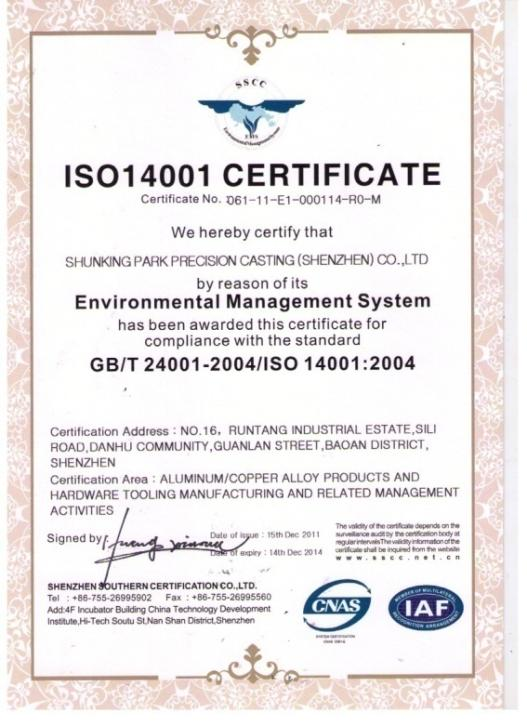 SSCC
EMS
Environmental Management System
ISO14001 CERTIFICATE
Certificate No. 061-11-E1-000114-R0-M
We hereby certify that
SHUNKING PARK PRECISION CASTING (SHENZHEN) CO.,LTD
by reason of its
Environmental Management System
has been awarded this certificate for
compliance with the standard
GB/T 24001-2004/ISO 14001:2004
Certification Address : NO.16, RUNTANG INDUSTRIAL ESTATE,SILI
ROAD,DANHU COMMUNITY,GUANLAN STREET,BAOAN DISTRICT,
SHENZHEN
Certification Area : ALUMINUM/COPPER ALLOY PRODUCTS AND
HARDWARE TOOLING MANUFACTURING AND RELATED MANAGEMENT
ACTIVITIES
Signed by:
Date of issue : 15th Dec 2011
Date of expiry : 14th Dec 2014
The validity of the certificate depends on the
surveillance audit by the certification body at
regular intervals The validity information of the
certificate shall be inquired from the website
www.sscc.net.cn
SHENZHEN SOUTHERN CERTIFICATION CO.,LTD.
Tel : +86-755-26995902 Fax : +86-755-26995560
Add:4F Incubator Building China Technology Development
Institute,Hi-Tech Soutu St,Nan Shan District,Shenzhen
CNAS
SYSTEM CERTIFICATION
MEMBER OF MULTILATERAL
IAF
RECOGNITION ARRANGEMENT